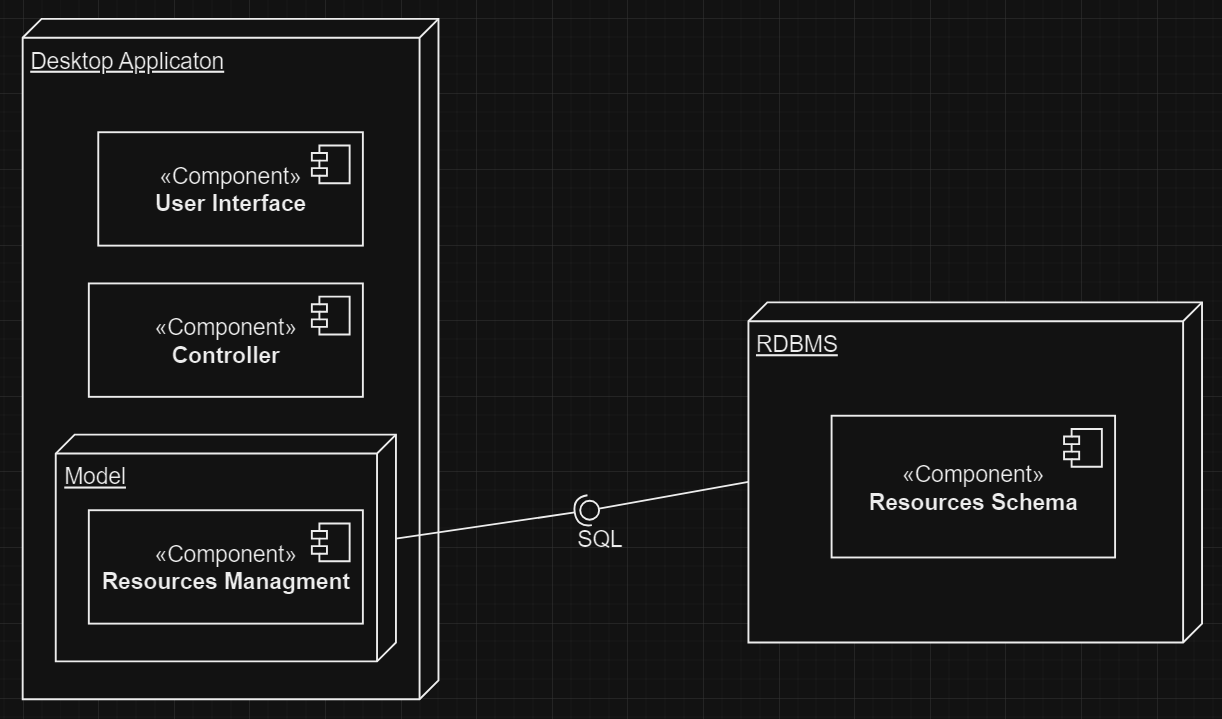 Desktop Applicaton
«Component»
User Interface
«Component»
Controller
Model
«Component»
Resources Managment
SQL
RDBMS
«Component»
Resources Schema